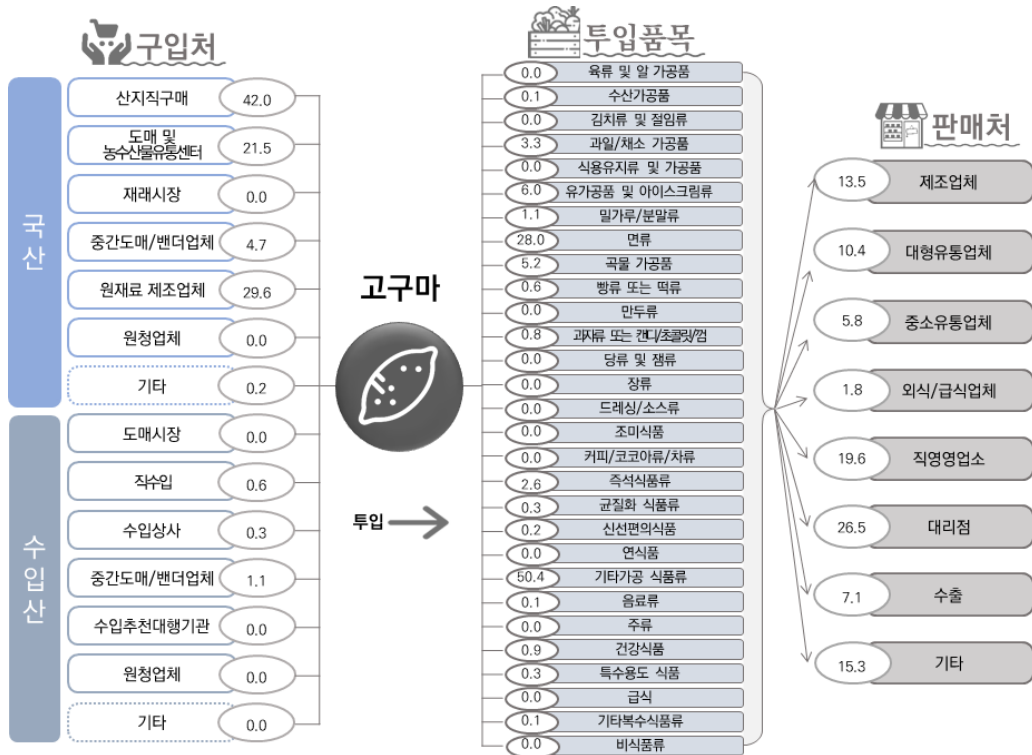 구입처
국산
산지직구매 42.0
도매 및
농수산물유통센터 21.5
재래시장 0.0
중간도매/밴더업체 4.7
원재료 제조업체 29.6
원청업체 0.0
기타 0.2
수입산
도매시장 0.0
직수입 0.6
수입상사 0.3
중간도매/밴더업체 1.1
수입추천대행기관 0.0
원청업체 0.0
기타 0.0
고구마
투입
투입품목
0.0 육류 및 알 가공품
0.1 수산가공품
0.0 김치류 및 절임류
3.3 과일/채소 가공품
0.0 식용유지류 및 가공품
6.0 유가공품 및 아이스크림류
1.1 밀가루/분말류
28.0 면류
5.2 곡물 가공품
0.6 빵류 또는 떡류
0.0 만두류
0.8 과자류 또는 캔디/초콜릿/껌
0.0 당류 및 잼류
0.0 장류
0.0 드레싱/소스류
0.0 조미식품
0.0 커피/코코아류/차류
2.6 즉석식품류
0.3 균질화 식품류
0.2 신선편의식품
0.0 연식품
50.4 기타가공 식품류
0.1 음료류
0.0 주류
0.9 건강식품
0.3 특수용도 식품
0.0 급식
0.1 기타복수식품류
0.0 비식품류
판매처
13.5 제조업체
10.4 대형유통업체
5.8 중소유통업체
1.8 외식/급식업체
19.6 직영영업소
26.5 대리점
7.1 수출
15.3 기타